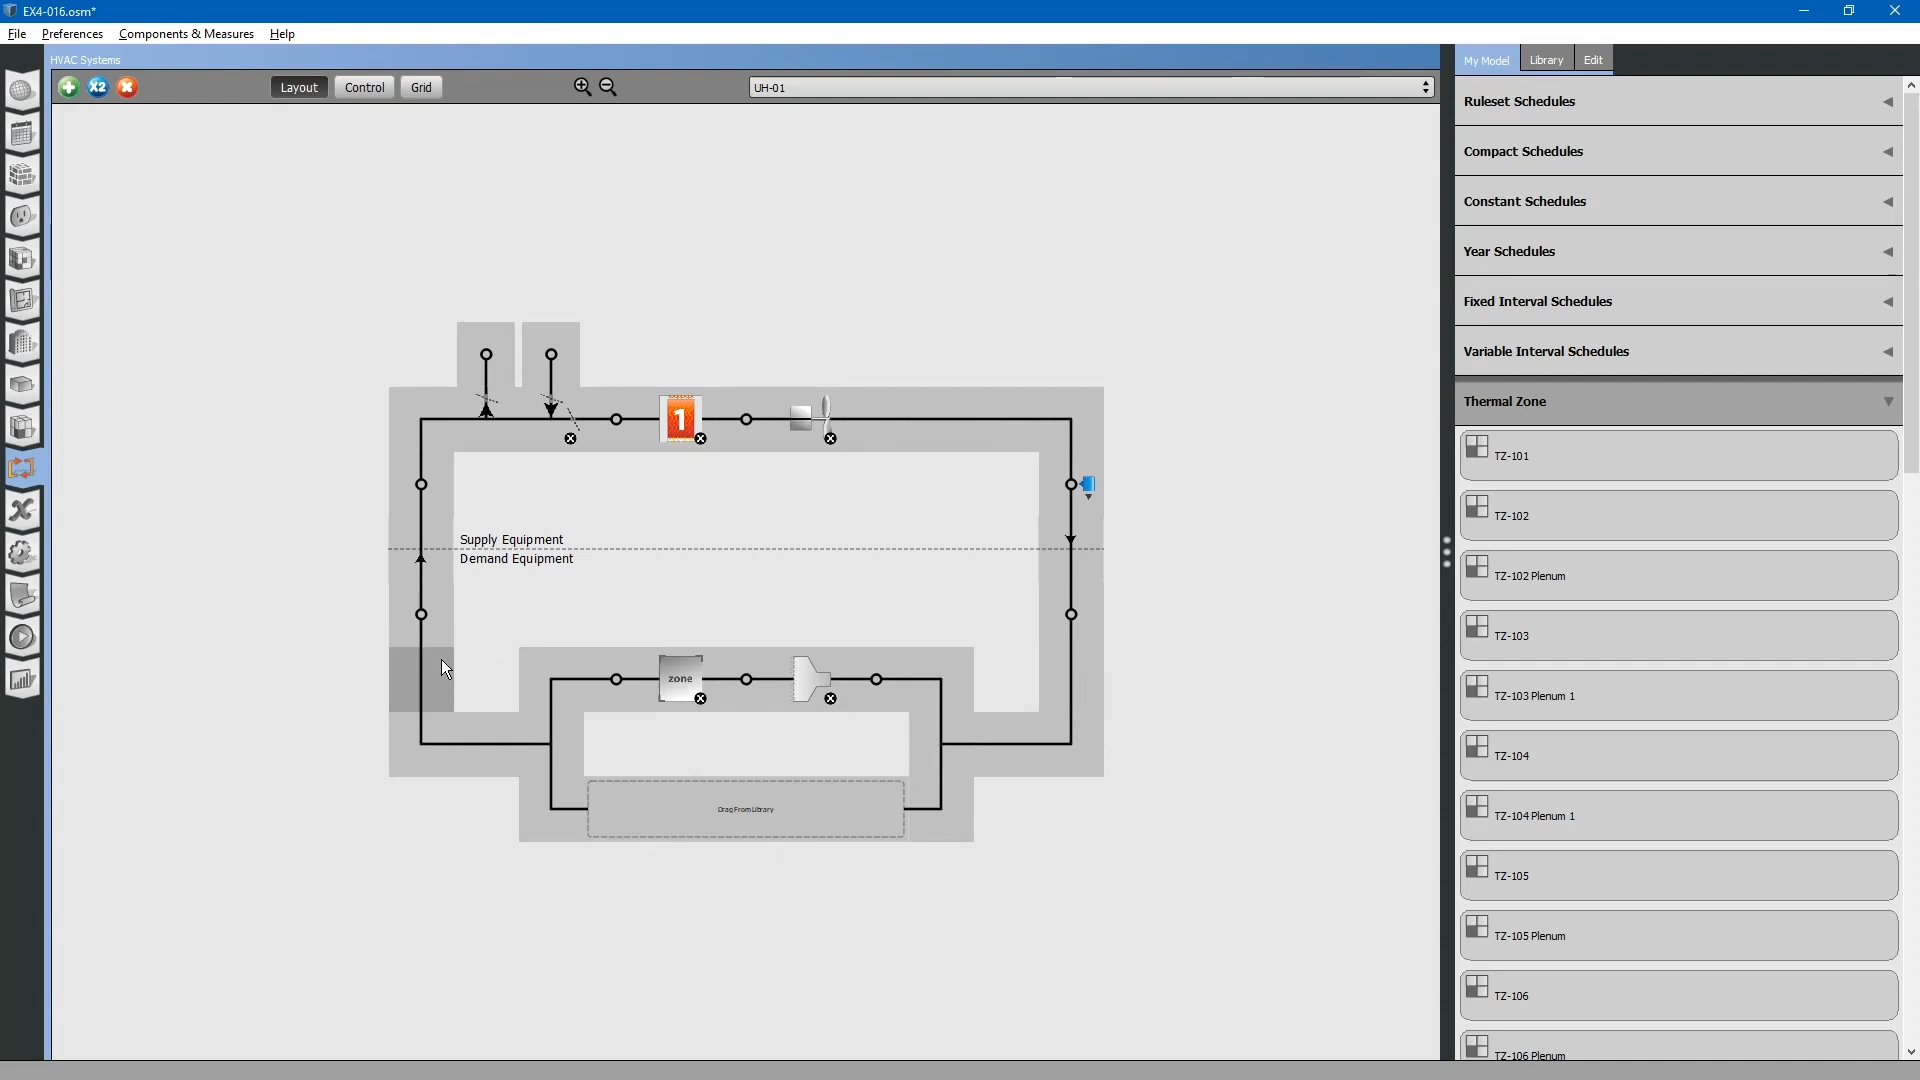 EX4-016.osm*
File Preferences Components & Measures Help
HVAC Systems
My Model Library Edit
X2 Layout Control Grid UH-01
Ruleset Schedules
Compact Schedules
Constant Schedules
Year Schedules
Fixed Interval Schedules
Variable Interval Schedules
Thermal Zone
TZ-101
TZ-102
TZ-102 Plenum
TZ-103
TZ-103 Plenum 1
TZ-104
TZ-104 Plenum 1
TZ-105
TZ-105 Plenum
TZ-106
TZ-106 Plenum
1
Supply Equipment
Demand Equipment
zone
Drag From Library